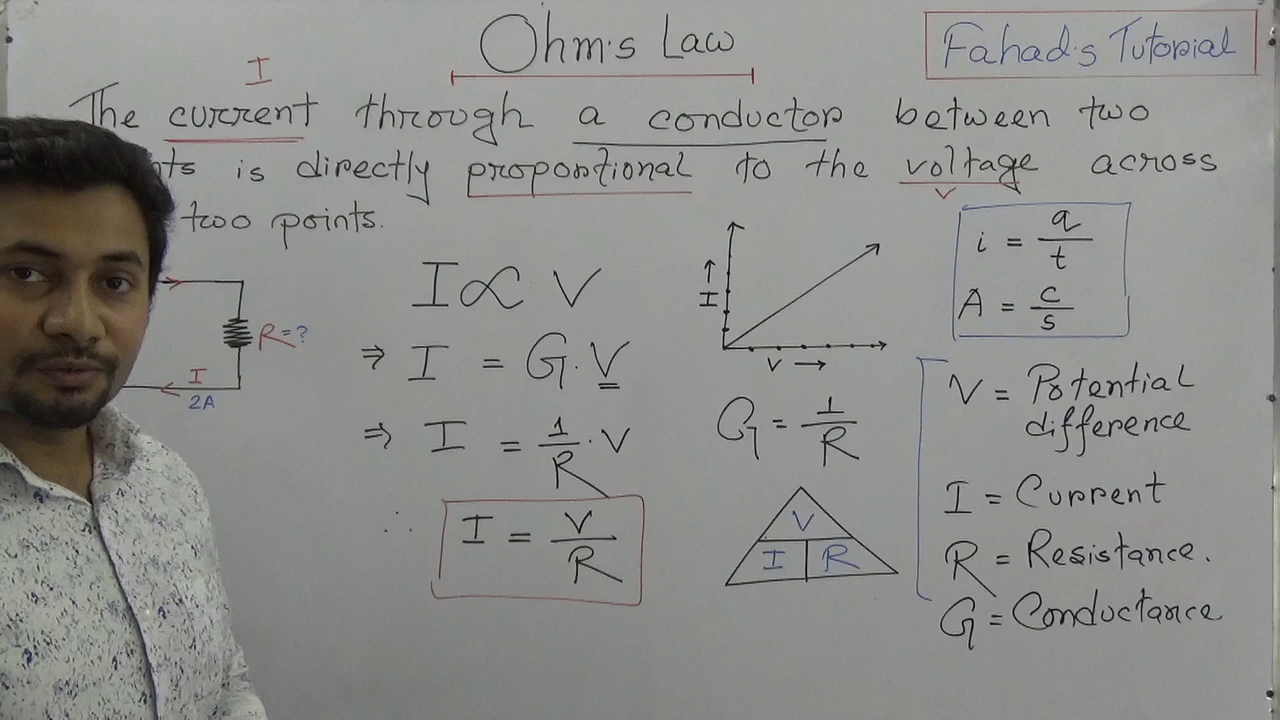 Ohm's Law
Fahad's Tutorial
I
The current through a conductor between two
nts is directly proportional to the voltage across
V
two points.
I ∝ V
⇒ I = G.V
⇒ I = 1/R . V
∴ I = V/R
R=?
I
2A
I →
V →
G = 1/R
V
I R
i = q/t
A = c/s
V = Potential
difference
I = Current
R = Resistance.
G = Conductance